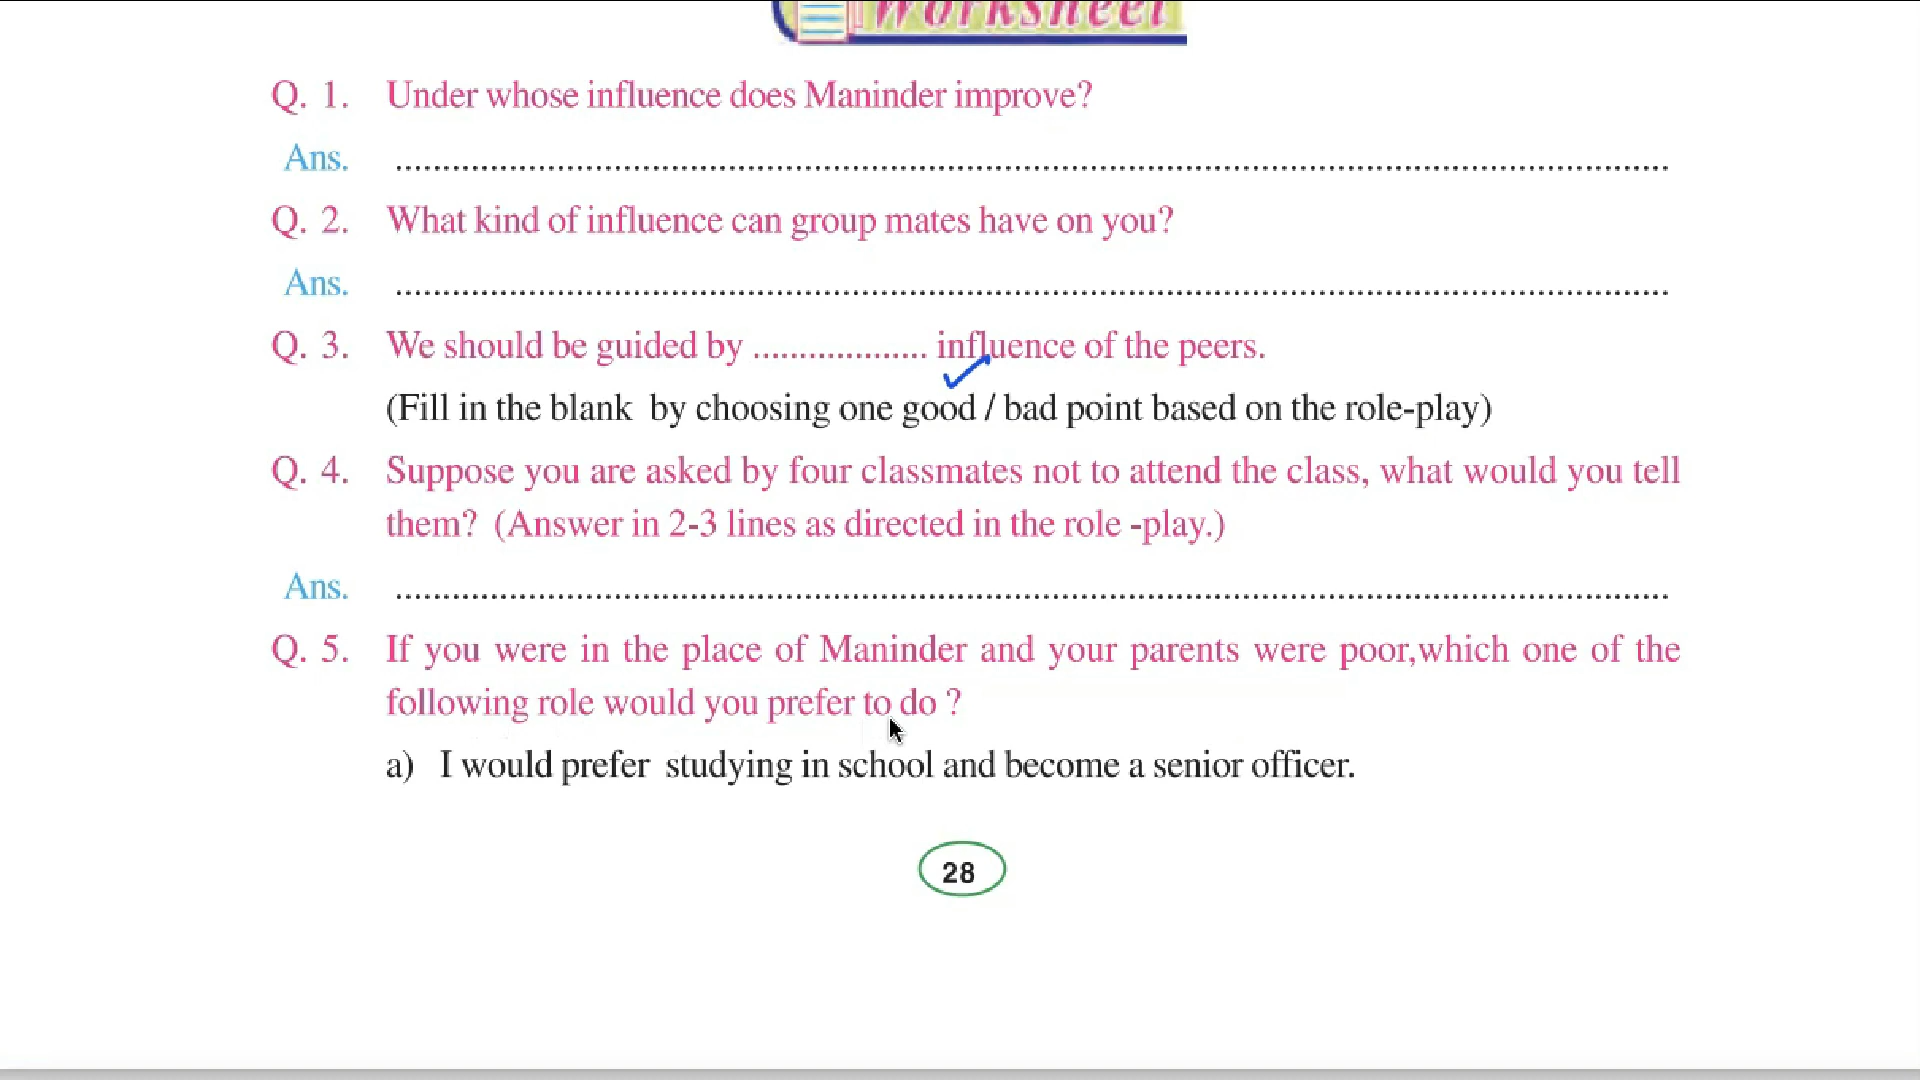 Worksheet
Q. 1. Under whose influence does Maninder improve?
Ans. ....................................................................................................
Q. 2. What kind of influence can group mates have on you?
Ans. ....................................................................................................
Q. 3. We should be guided by ................... influence of the peers.
(Fill in the blank by choosing one good / bad point based on the role-play)
Q. 4. Suppose you are asked by four classmates not to attend the class, what would you tell
them? (Answer in 2-3 lines as directed in the role -play.)
Ans. ....................................................................................................
Q. 5. If you were in the place of Maninder and your parents were poor,which one of the
following role would you prefer to do ?
a) I would prefer studying in school and become a senior officer.
28